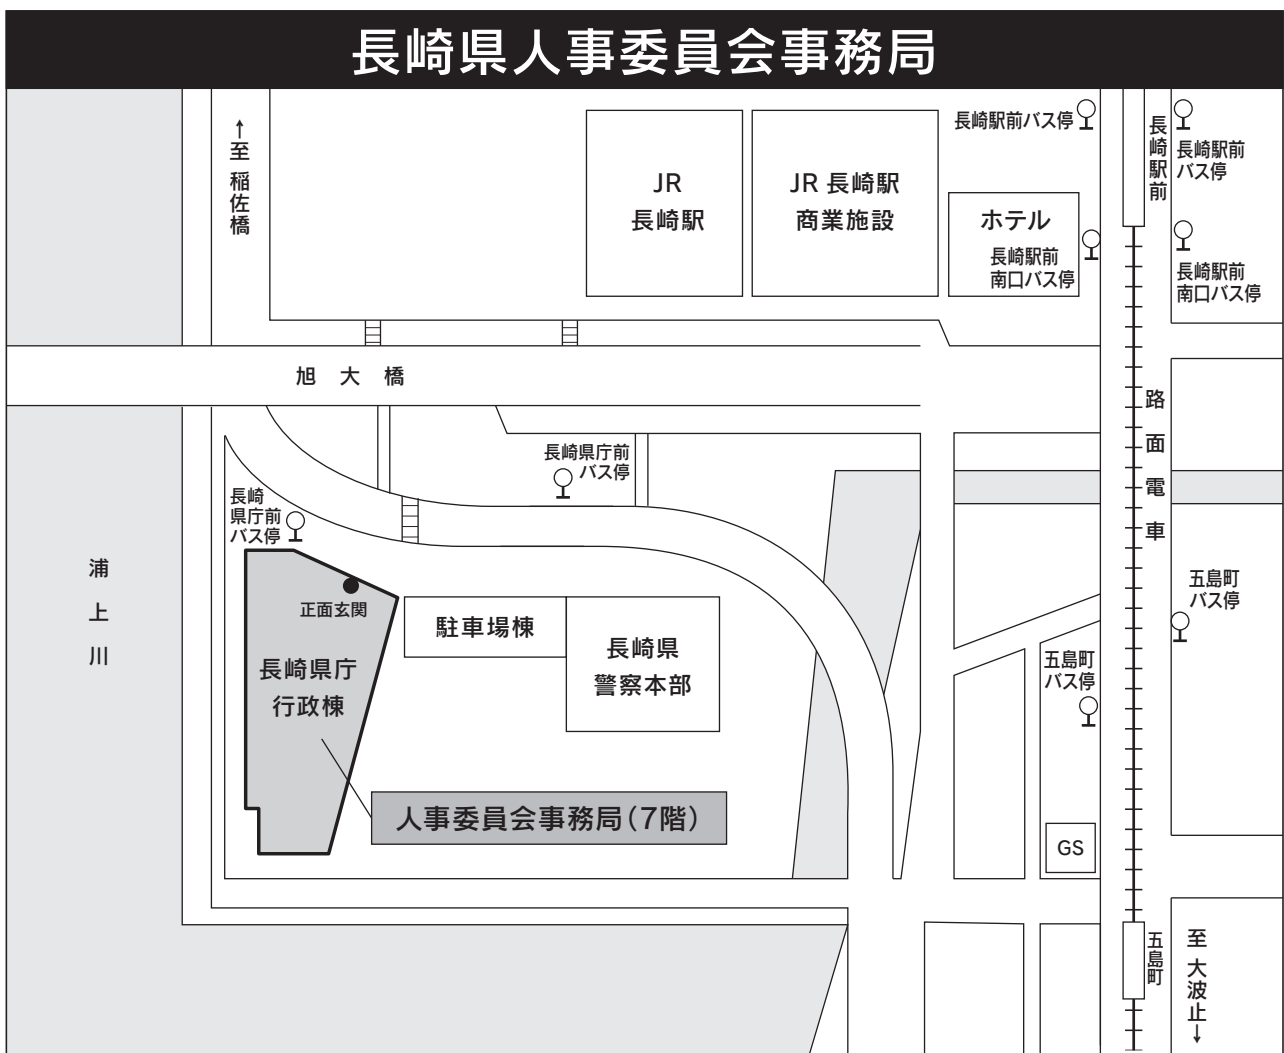 長崎県人事委員会事務局
↑至 稲佐橋
JR
長崎駅
JR 長崎駅
商業施設
長崎駅前バス停
ホテル
長崎駅前
南口バス停
長崎駅前
長崎駅前
バス停
長崎駅前
南口バス停
旭大橋
路面電車
長崎県庁前
バス停
長崎
県庁前
バス停
浦上川
正面玄関
長崎県庁
行政棟
駐車場棟
長崎県
警察本部
五島町
バス停
五島町
バス停
人事委員会事務局(7階)
GS
五島町
至 大波止→